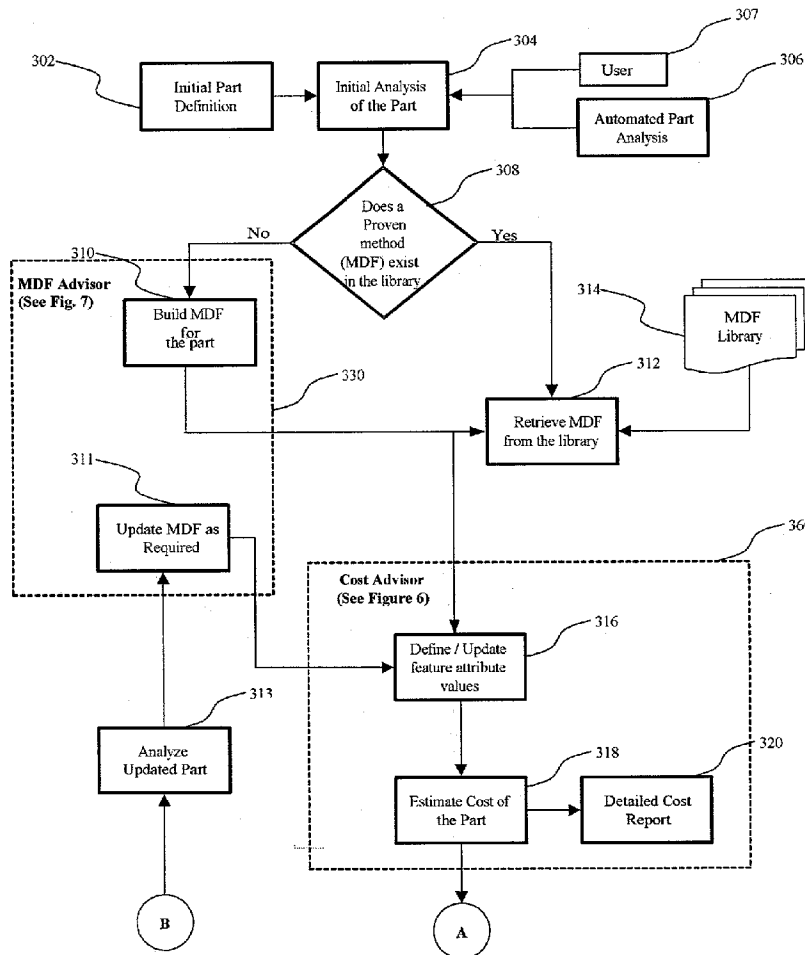 307
304
302
User
306
Initial Part
Definition
Initial Analysis
of the Part
Automated Part
Analysis
308
Does a
Proven
method
(MDF) exist
in the library
No
Yes
310
MDF Advisor
(See Fig. 7)
Build MDF
for
the part
314
MDF
Library
330
312
Retrieve MDF
from the library
311
Update MDF as
Required
Cost Advisor
(See Figure 6)
316
Define / Update
feature attribute
values
313
Analyze
Updated Part
318
320
Estimate Cost of
the Part
Detailed Cost
Report
B
A